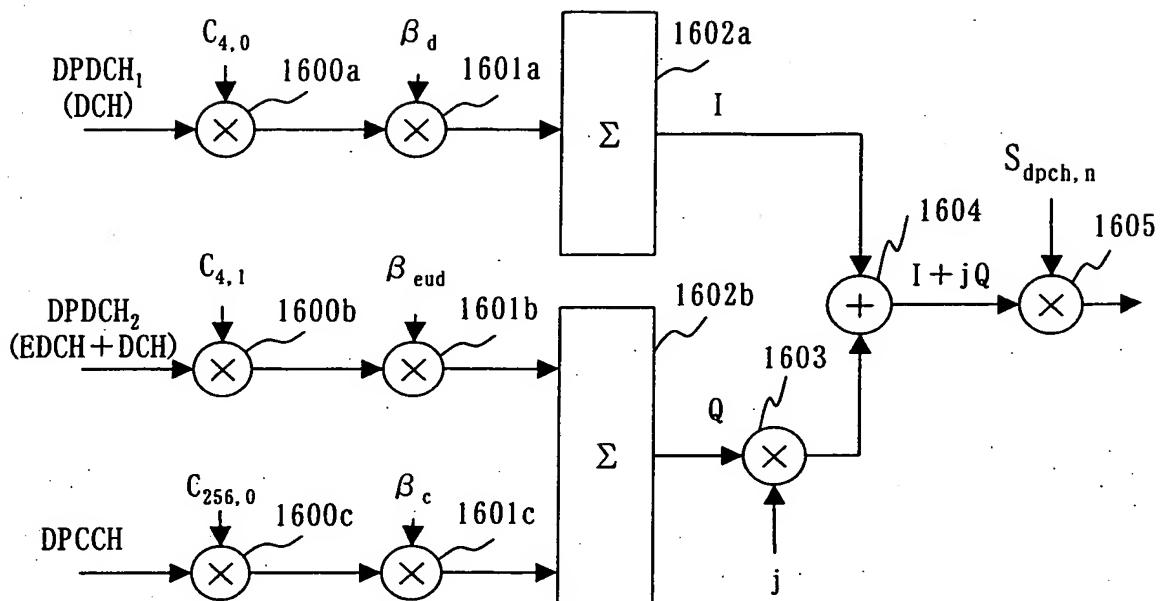 C4,0
βd
1602a
DPDCH1
(DCH)
1600a
1601a
I
×
×
Σ
Sdpch,n
1604
1605
C4,1
βeud
I+jQ
DPDCH2
(EDCH+DCH)
1600b
1601b
1602b
+
×
×
×
1603
Q
×
Σ
C256,0
βc
1600c
1601c
DPCCH
×
×
j